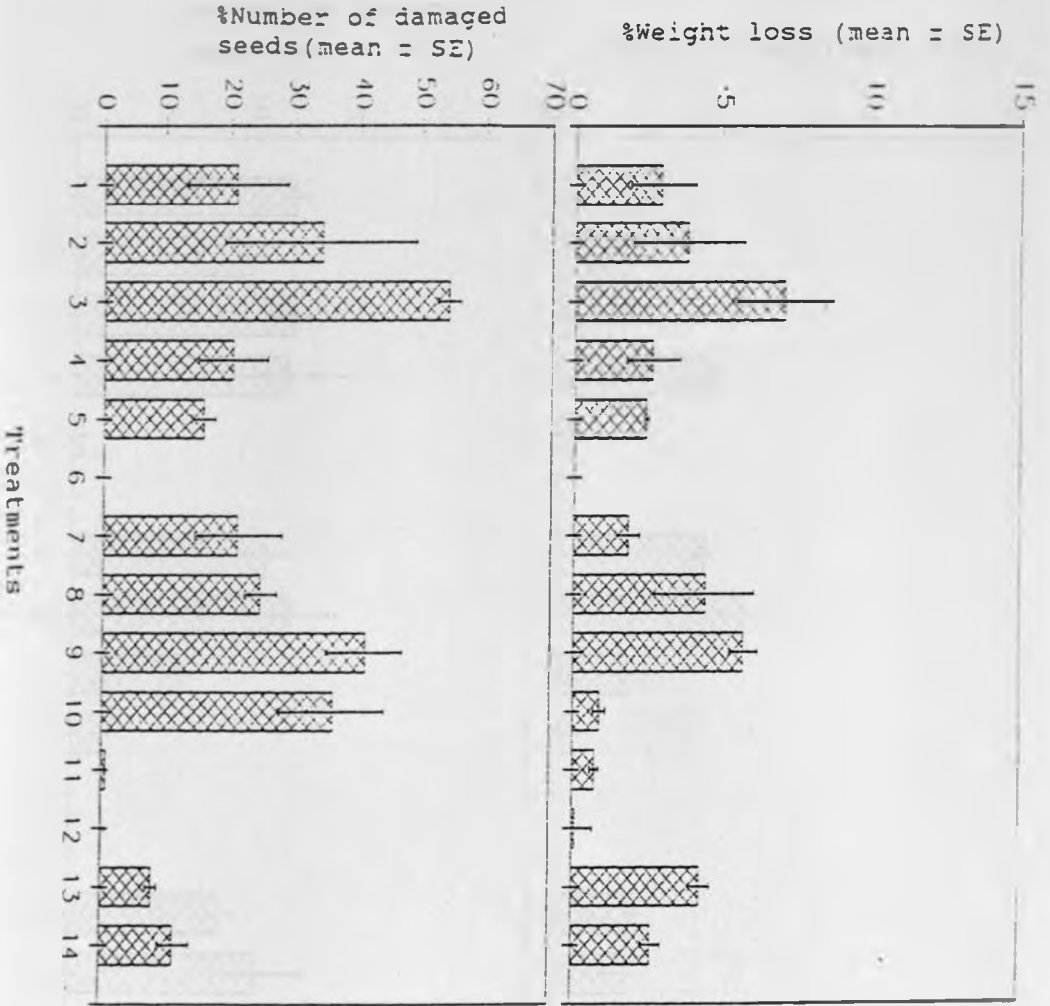 %Number of damaged
seeds(mean = SE)
%Weight loss (mean = SE)
0 10 20 30 40 50 60 70
0 5 10 15
1
2
3
4
5
6
7
8
9
10
11
12
13
14
Treatments